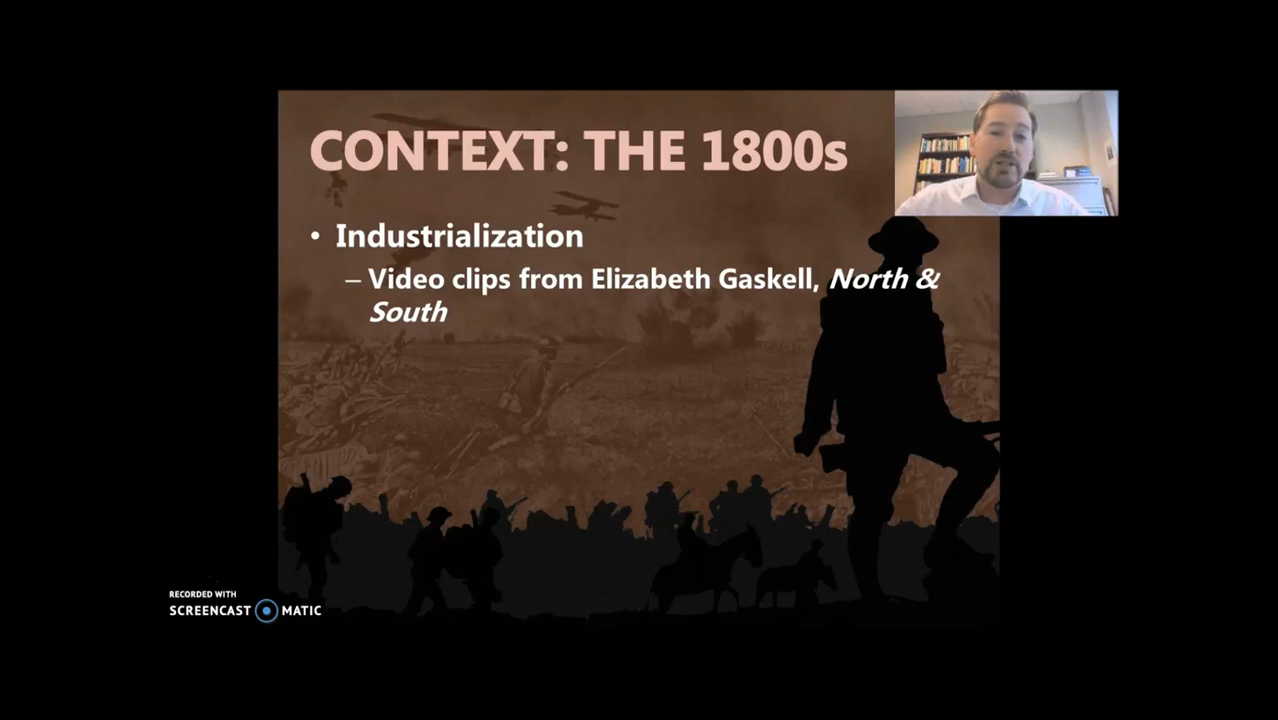 CONTEXT: THE 1800s
• Industrialization
– Video clips from Elizabeth Gaskell, North &
South
RECORDED WITH
SCREENCAST MATIC